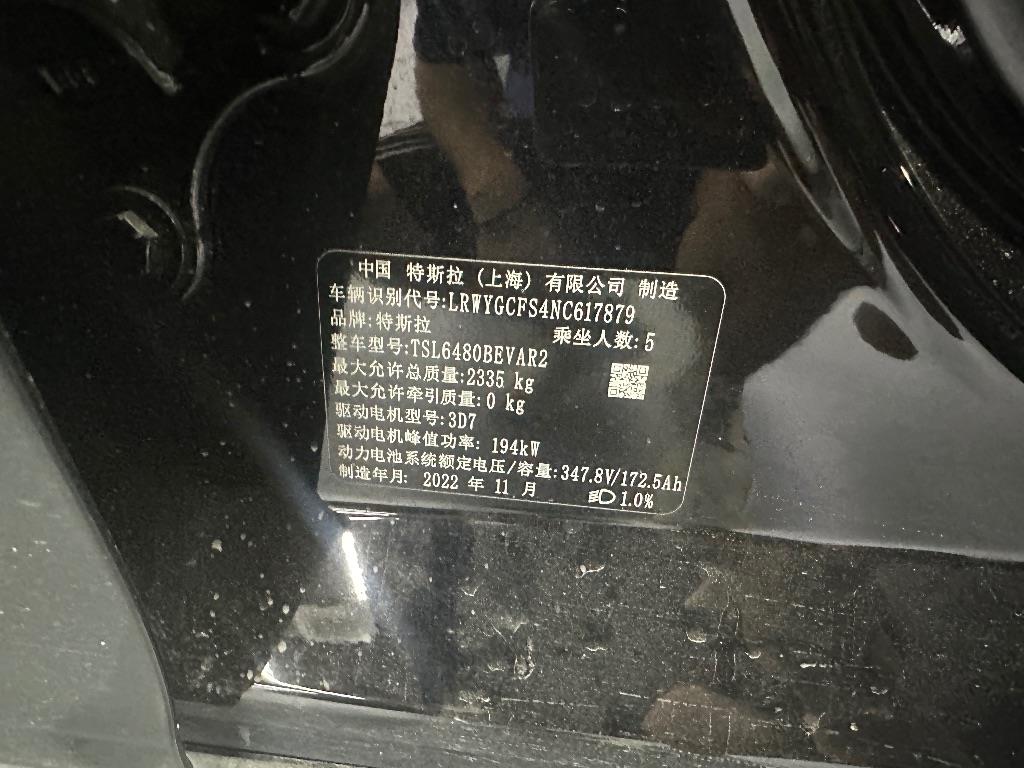 中国 特斯拉（上海）有限公司 制造
车辆识别代号:LRWYGCFS4NC617879
品牌:特斯拉 乘坐人数:5
整车型号:TSL6480BEVAR2
最大允许总质量:2335 kg
最大允许牵引质量:0 kg
驱动电机型号:3D7
驱动电机峰值功率: 194kW
动力电池系统额定电压/容量:347.8V/172.5Ah
制造年月: 2022 年 11 月 1.0%